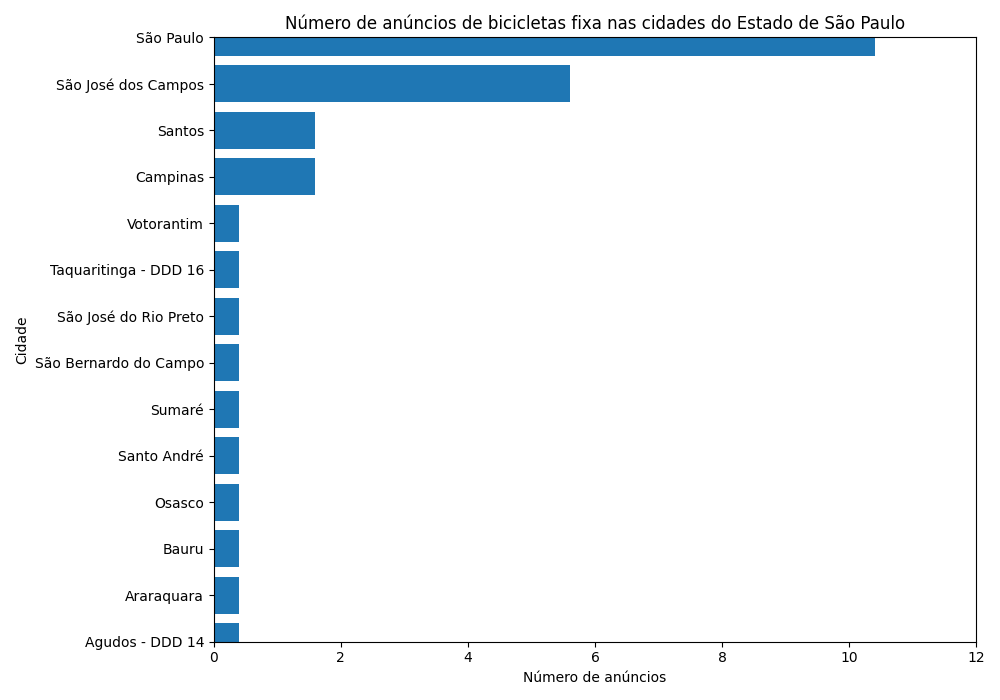 Número de anúncios de bicicletas fixa nas cidades do Estado de São Paulo
São Paulo
São José dos Campos
Santos
Campinas
Votorantim
Taquaritinga - DDD 16
São José do Rio Preto
São Bernardo do Campo
Sumaré
Santo André
Osasco
Bauru
Araraquara
Agudos - DDD 14
Cidade
0 2 4 6 8 10 12
Número de anúncios